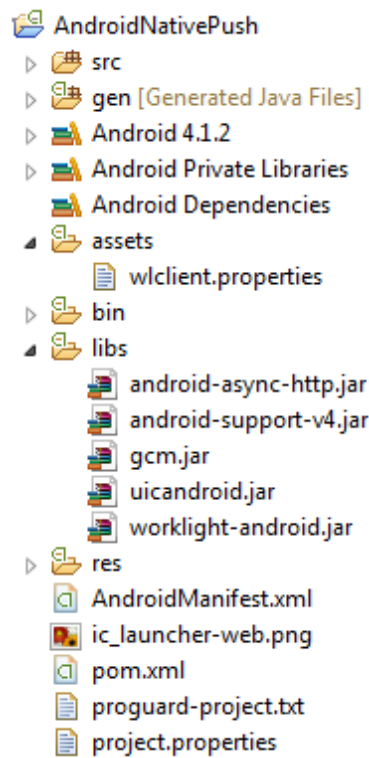 AndroidNativePush
src
gen [Generated Java Files]
Android 4.1.2
Android Private Libraries
Android Dependencies
assets
wlclient.properties
bin
libs
android-async-http.jar
android-support-v4.jar
gcm.jar
uicandroid.jar
worklight-android.jar
res
AndroidManifest.xml
ic_launcher-web.png
pom.xml
proguard-project.txt
project.properties